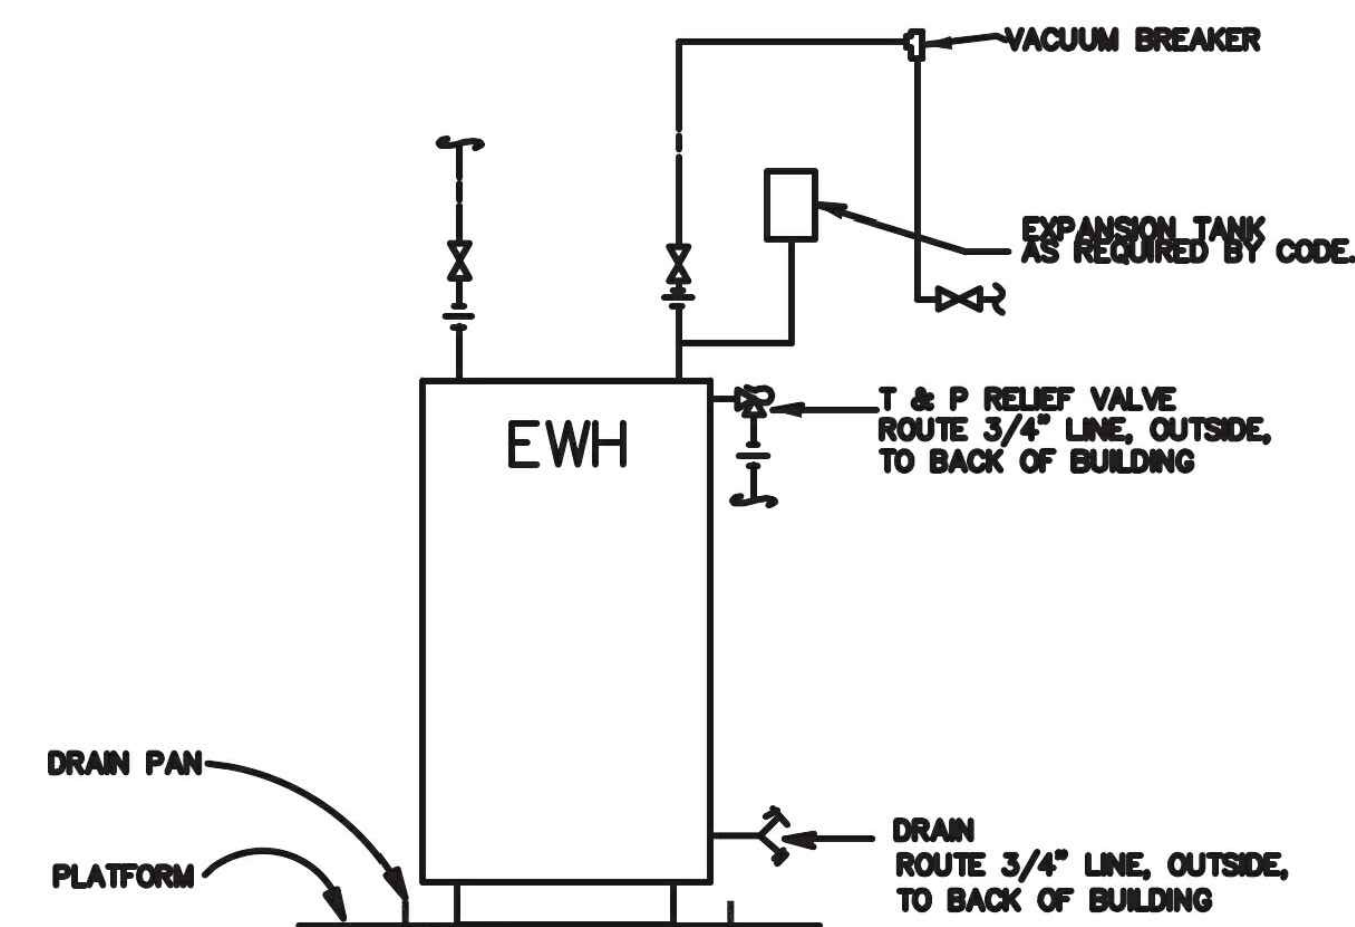 VACUUM BREAKER
EXPANSION TANK
AS REQUIRED BY CODE.
T & P RELIEF VALVE
ROUTE 3/4" LINE, OUTSIDE,
TO BACK OF BUILDING
EWH
DRAIN PAN
PLATFORM
DRAIN
ROUTE 3/4" LINE, OUTSIDE,
TO BACK OF BUILDING